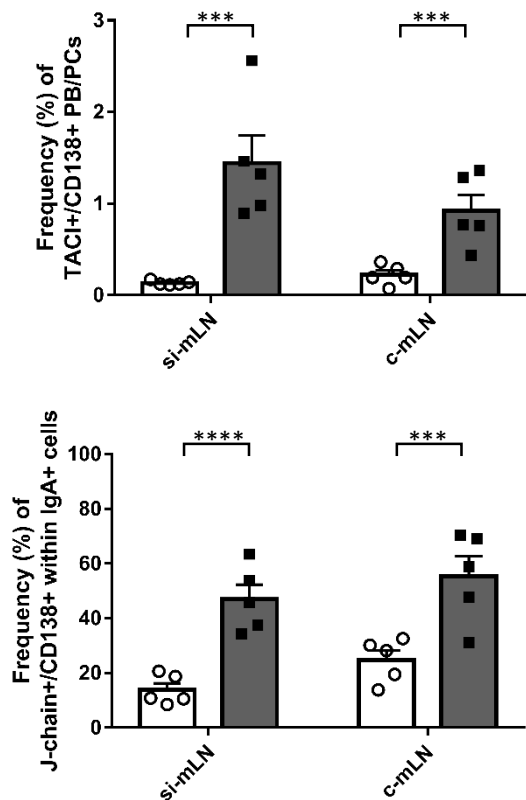 Frequency (%) of
TACI+/CD138+ PB/PCs
3
2
1
0
***
***
si-mLN
c-mLN
Frequency (%) of
J-chain+/CD138+ within IgA+ cells
100
80
60
40
20
0
****
***
si-mLN
c-mLN